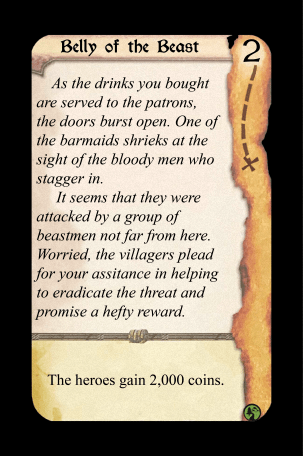 Belly of the Beast
2
As the drinks you bought
are served to the patrons,
the doors burst open. One of
the barmaids shrieks at the
sight of the bloody men who
stagger in.
It seems that they were
attacked by a group of
beastmen not far from here.
Worried, the villagers plead
for your assitance in helping
to eradicate the threat and
promise a hefty reward.
The heroes gain 2,000 coins.